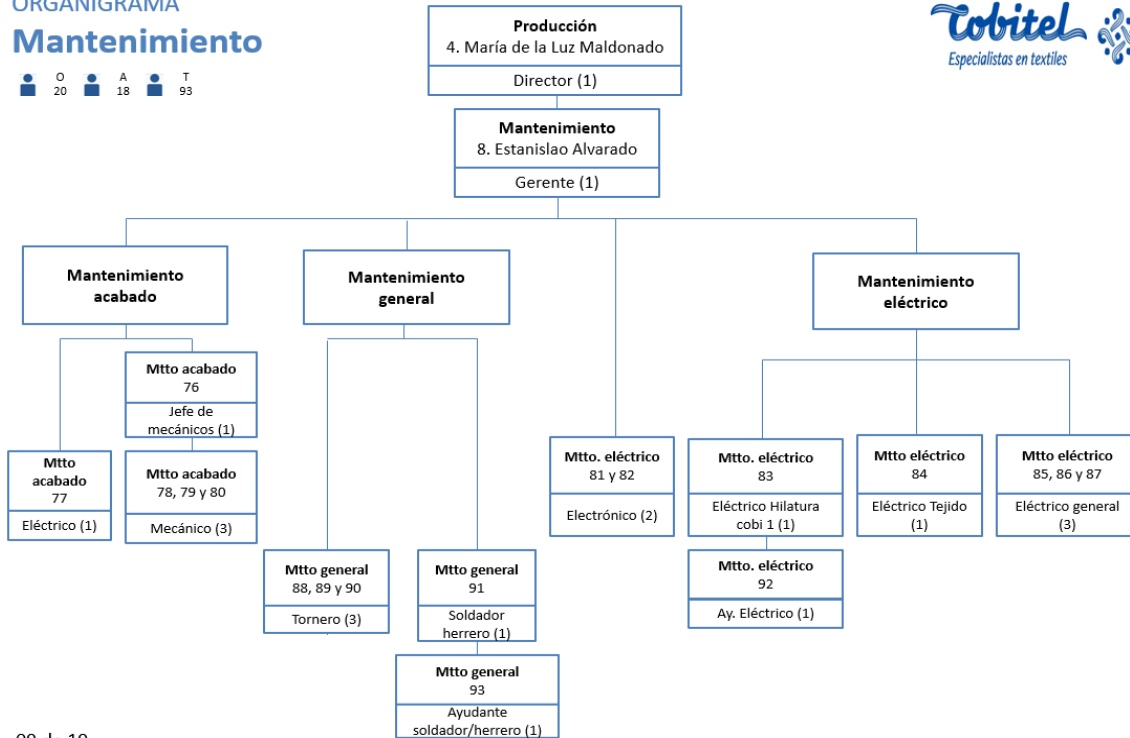 ORGANIGRAMA
Mantenimiento
O
20
A
18
T
93
Cobitel
Especialistas en textiles
Producción
4. María de la Luz Maldonado
Director (1)
Mantenimiento
8. Estanislao Alvarado
Gerente (1)
Mantenimiento
acabado
Mantenimiento
general
Mantenimiento
eléctrico
Mtto acabado
76
Jefe de
mecánicos (1)
Mtto
acabado
77
Eléctrico (1)
Mtto acabado
78, 79 y 80
Mecánico (3)
Mtto general
88, 89 y 90
Tornero (3)
Mtto general
91
Soldador
herrero (1)
Mtto general
93
Ayudante
soldador/herrero (1)
Mtto. eléctrico
81 y 82
Electrónico (2)
Mtto. eléctrico
83
Eléctrico Hilatura
cobi 1 (1)
Mtto. eléctrico
92
Ay. Eléctrico (1)
Mtto eléctrico
84
Eléctrico Tejido
(1)
Mtto eléctrico
85, 86 y 87
Eléctrico general
(3)